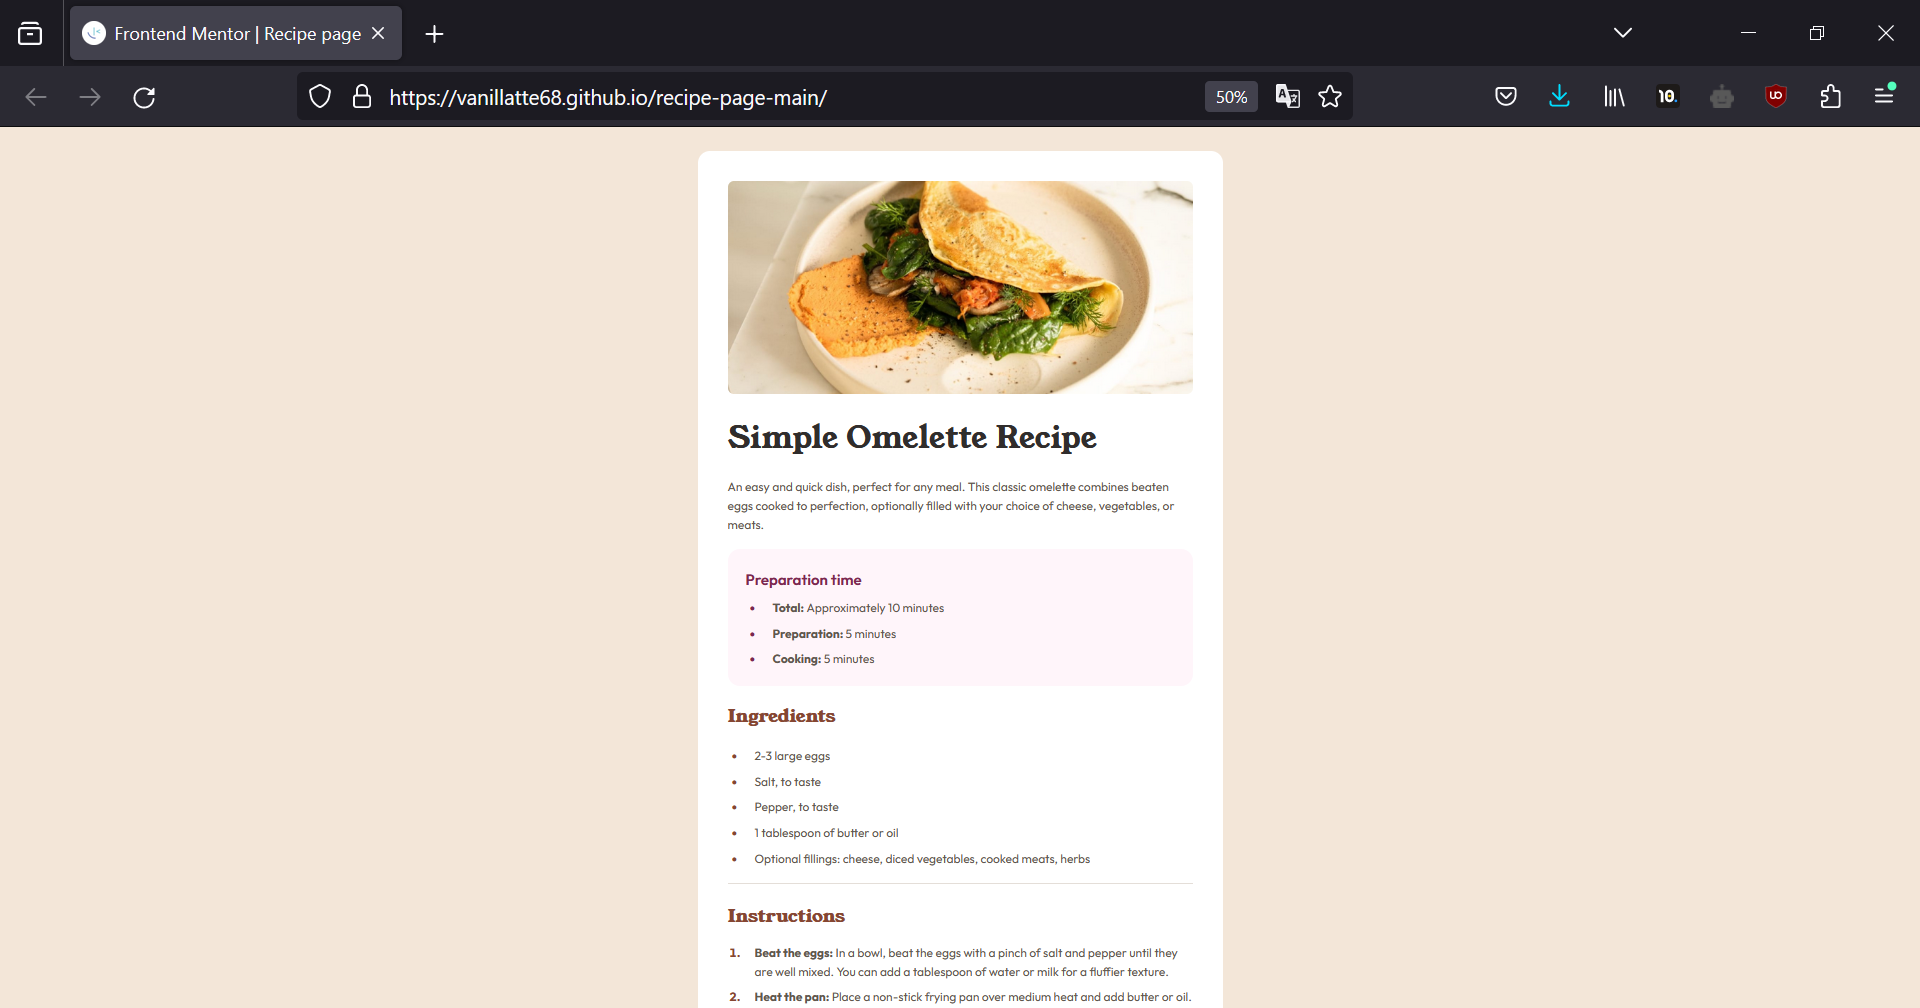 Frontend Mentor | Recipe page
https://vanillatte68.github.io/recipe-page-main/
50%
10.
Simple Omelette Recipe
An easy and quick dish, perfect for any meal. This classic omelette combines beaten
eggs cooked to perfection, optionally filled with your choice of cheese, vegetables, or
meats.
Preparation time
• Total: Approximately 10 minutes
• Preparation: 5 minutes
• Cooking: 5 minutes
Ingredients
• 2-3 large eggs
• Salt, to taste
• Pepper, to taste
• 1 tablespoon of butter or oil
• Optional fillings: cheese, diced vegetables, cooked meats, herbs
Instructions
1. Beat the eggs: In a bowl, beat the eggs with a pinch of salt and pepper until they
are well mixed. You can add a tablespoon of water or milk for a fluffier texture.
2. Heat the pan: Place a non-stick frying pan over medium heat and add butter or oil.